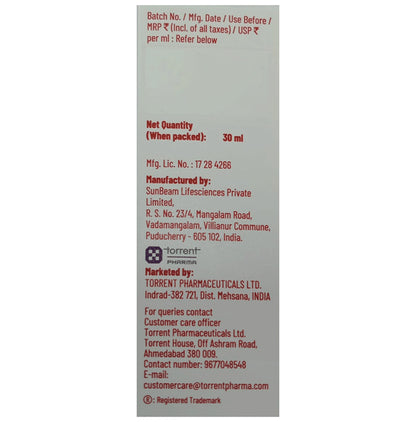 Batch No. / Mfg. Date / Use Before /
MRP ₹ (Incl. of all taxes) / USP ₹
per ml : Refer below
Net Quantity
(When packed): 30 ml
Mfg. Lic. No. : 17 28 4266
Manufactured by:
SunBeam Lifesciences Private
Limited,
R. S. No. 23/4, Mangalam Road,
Vadamangalam, Villianur Commune,
Puducherry - 605 102, India.
torrent
PHARMA
Marketed by:
TORRENT PHARMACEUTICALS LTD.
Indrad-382 721, Dist. Mehsana, INDIA
For queries contact
Customer care officer
Torrent Pharmaceuticals Ltd.
Torrent House, Off Ashram Road,
Ahmedabad 380 009.
Contact number: 9677048548
E-mail:
customercare@torrentpharma.com
®: Registered Trademark